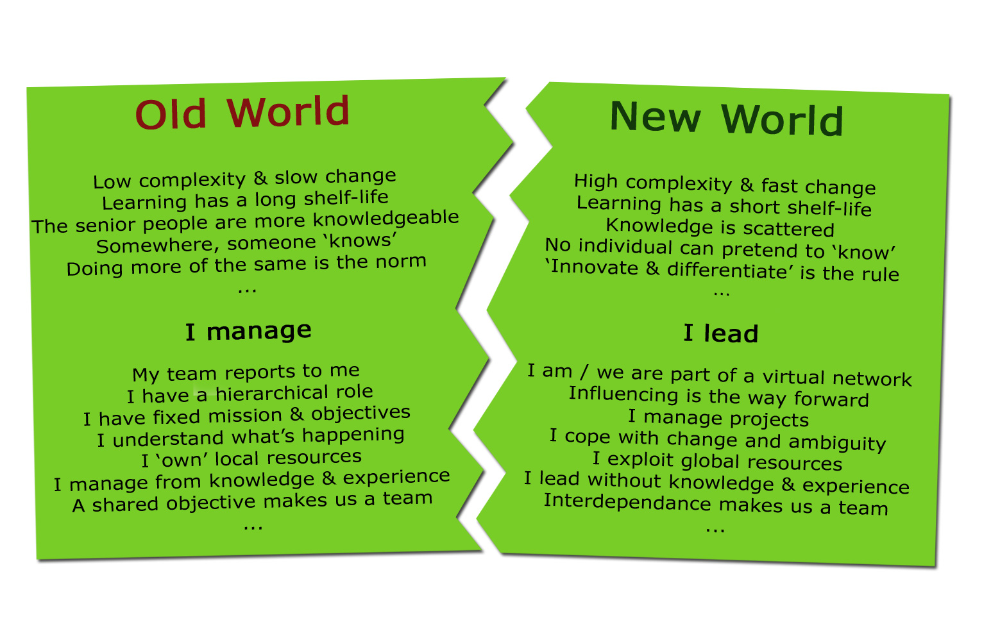 Old World
Low complexity & slow change
Learning has a long shelf-life
The senior people are more knowledgeable
Somewhere, someone ‘knows’
Doing more of the same is the norm
...
I manage
My team reports to me
I have a hierarchical role
I have fixed mission & objectives
I understand what’s happening
I ‘own’ local resources
I manage from knowledge & experience
A shared objective makes us a team
...
New World
High complexity & fast change
Learning has a short shelf-life
Knowledge is scattered
No individual can pretend to ‘know’
‘Innovate & differentiate’ is the rule
...
I lead
I am / we are part of a virtual network
Influencing is the way forward
I manage projects
I cope with change and ambiguity
I exploit global resources
I lead without knowledge & experience
Interdependance makes us a team
...